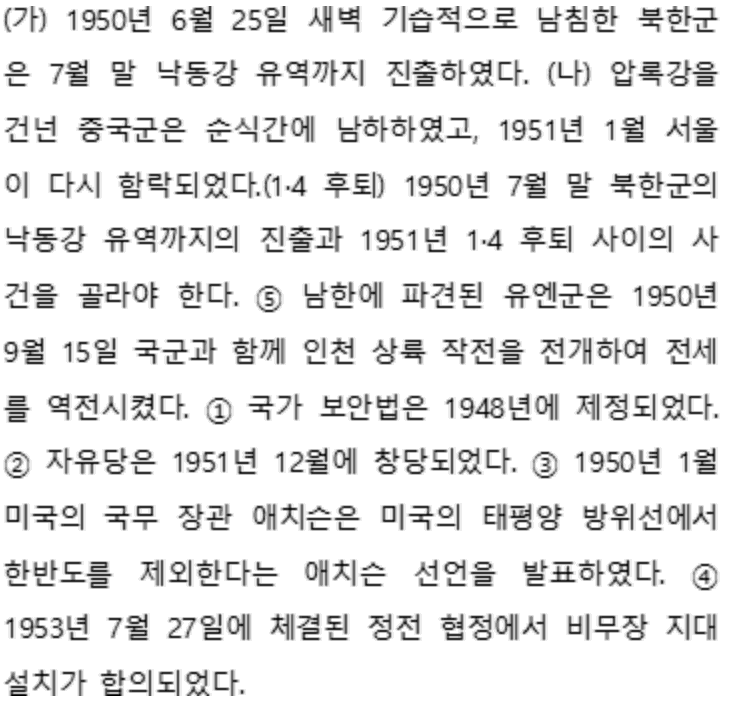 (가) 1950년 6월 25일 새벽 기습적으로 남침한 북한군
은 7월 말 낙동강 유역까지 진출하였다. (나) 압록강을
건넌 중국군은 순식간에 남하하였고, 1951년 1월 서울
이 다시 함락되었다.(1·4 후퇴) 1950년 7월 말 북한군의
낙동강 유역까지의 진출과 1951년 1·4 후퇴 사이의 사
건을 골라야 한다. ⑤ 남한에 파견된 유엔군은 1950년
9월 15일 국군과 함께 인천 상륙 작전을 전개하여 전세
를 역전시켰다. ① 국가 보안법은 1948년에 제정되었다.
② 자유당은 1951년 12월에 창당되었다. ③ 1950년 1월
미국의 국무 장관 애치슨은 미국의 태평양 방위선에서
한반도를 제외한다는 애치슨 선언을 발표하였다. ④
1953년 7월 27일에 체결된 정전 협정에서 비무장 지대
설치가 합의되었다.